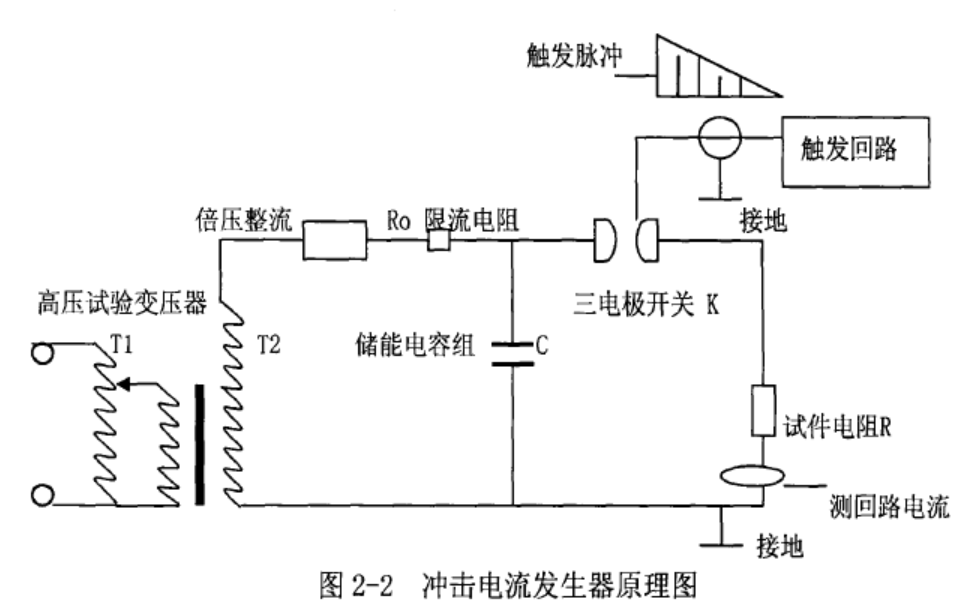 触发脉冲
触发回路
倍压整流
Ro 限流电阻
接地
高压试验变压器
三电极开关 K
T1
T2
储能电容组
C
试件电阻R
测回路电流
接地
图 2-2 冲击电流发生器原理图